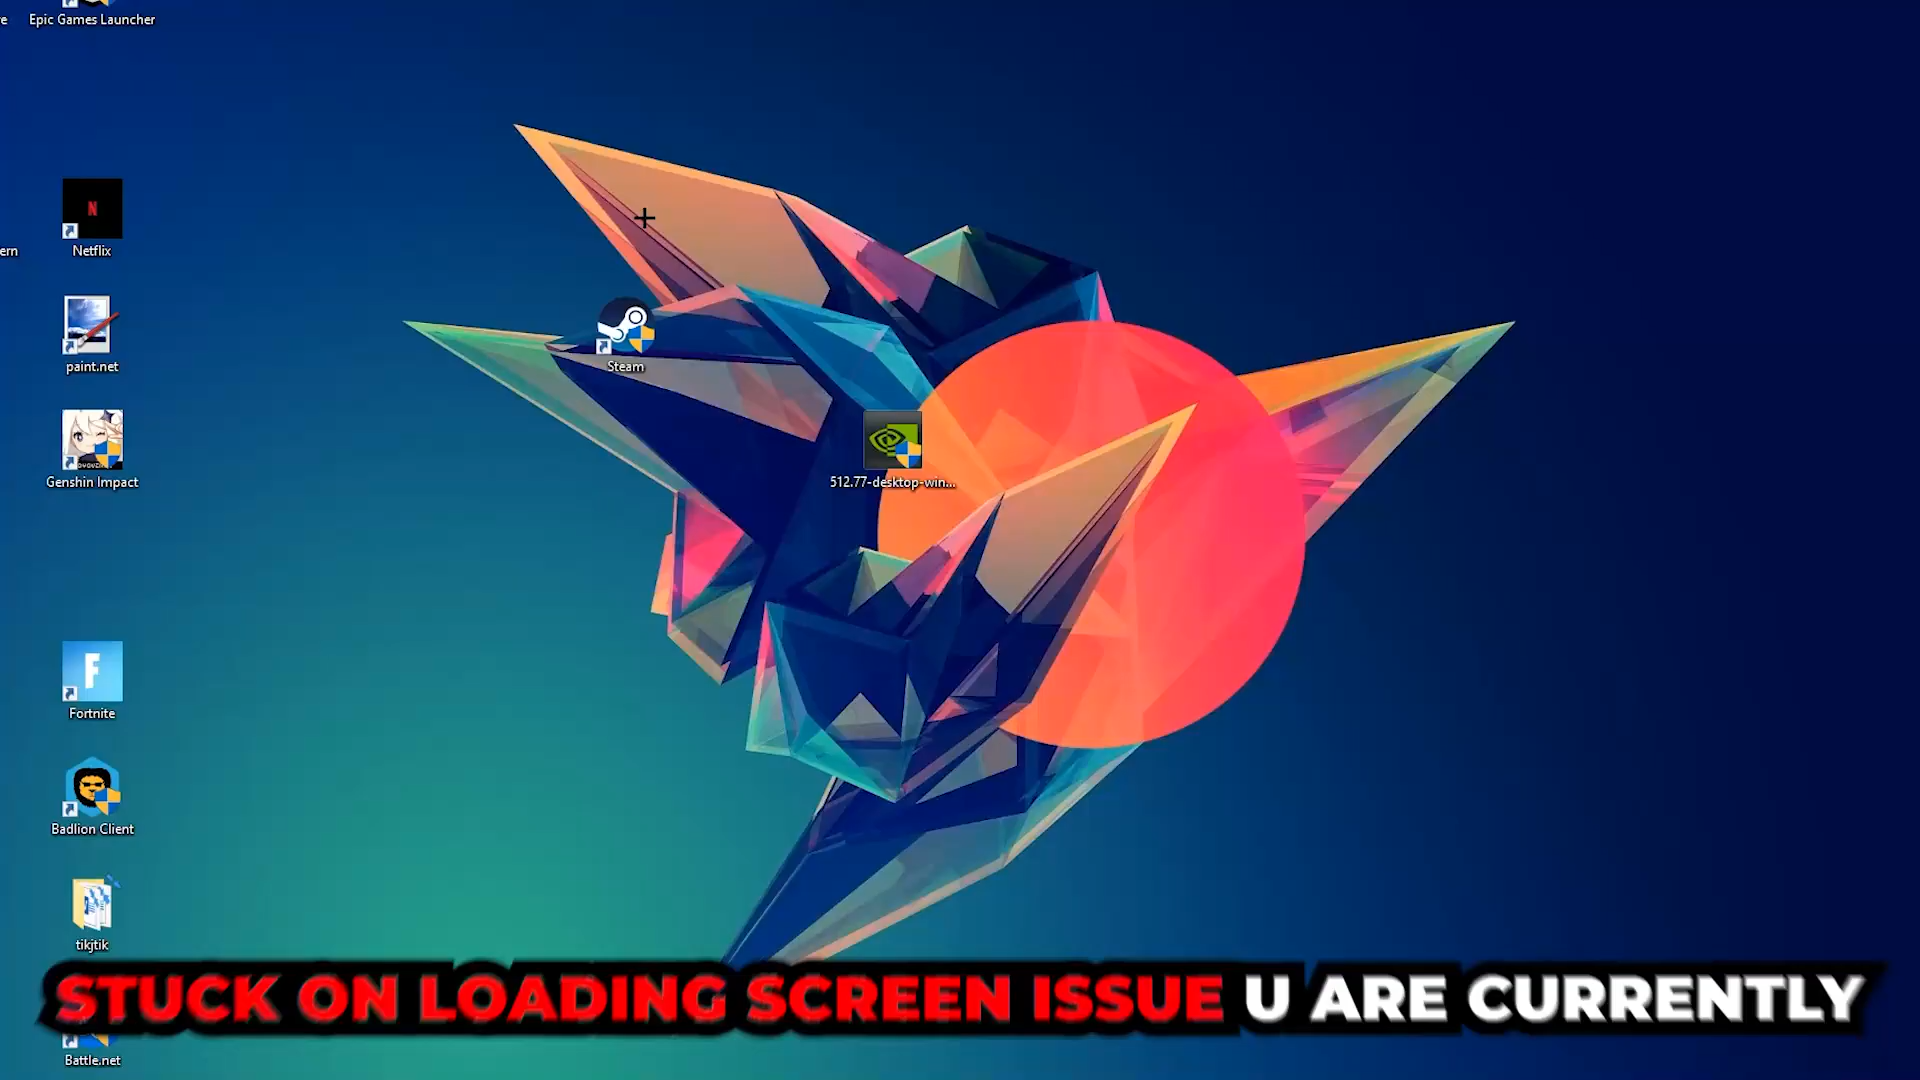 Epic Games Launcher
N
Netflix
ern
paint.net
Steam
Genshin Impact
512.77-desktop-win...
F
Fortnite
Badlion Client
tikjtik
STUCK ON LOADING SCREEN ISSUE U ARE CURRENTLY
Battle.net